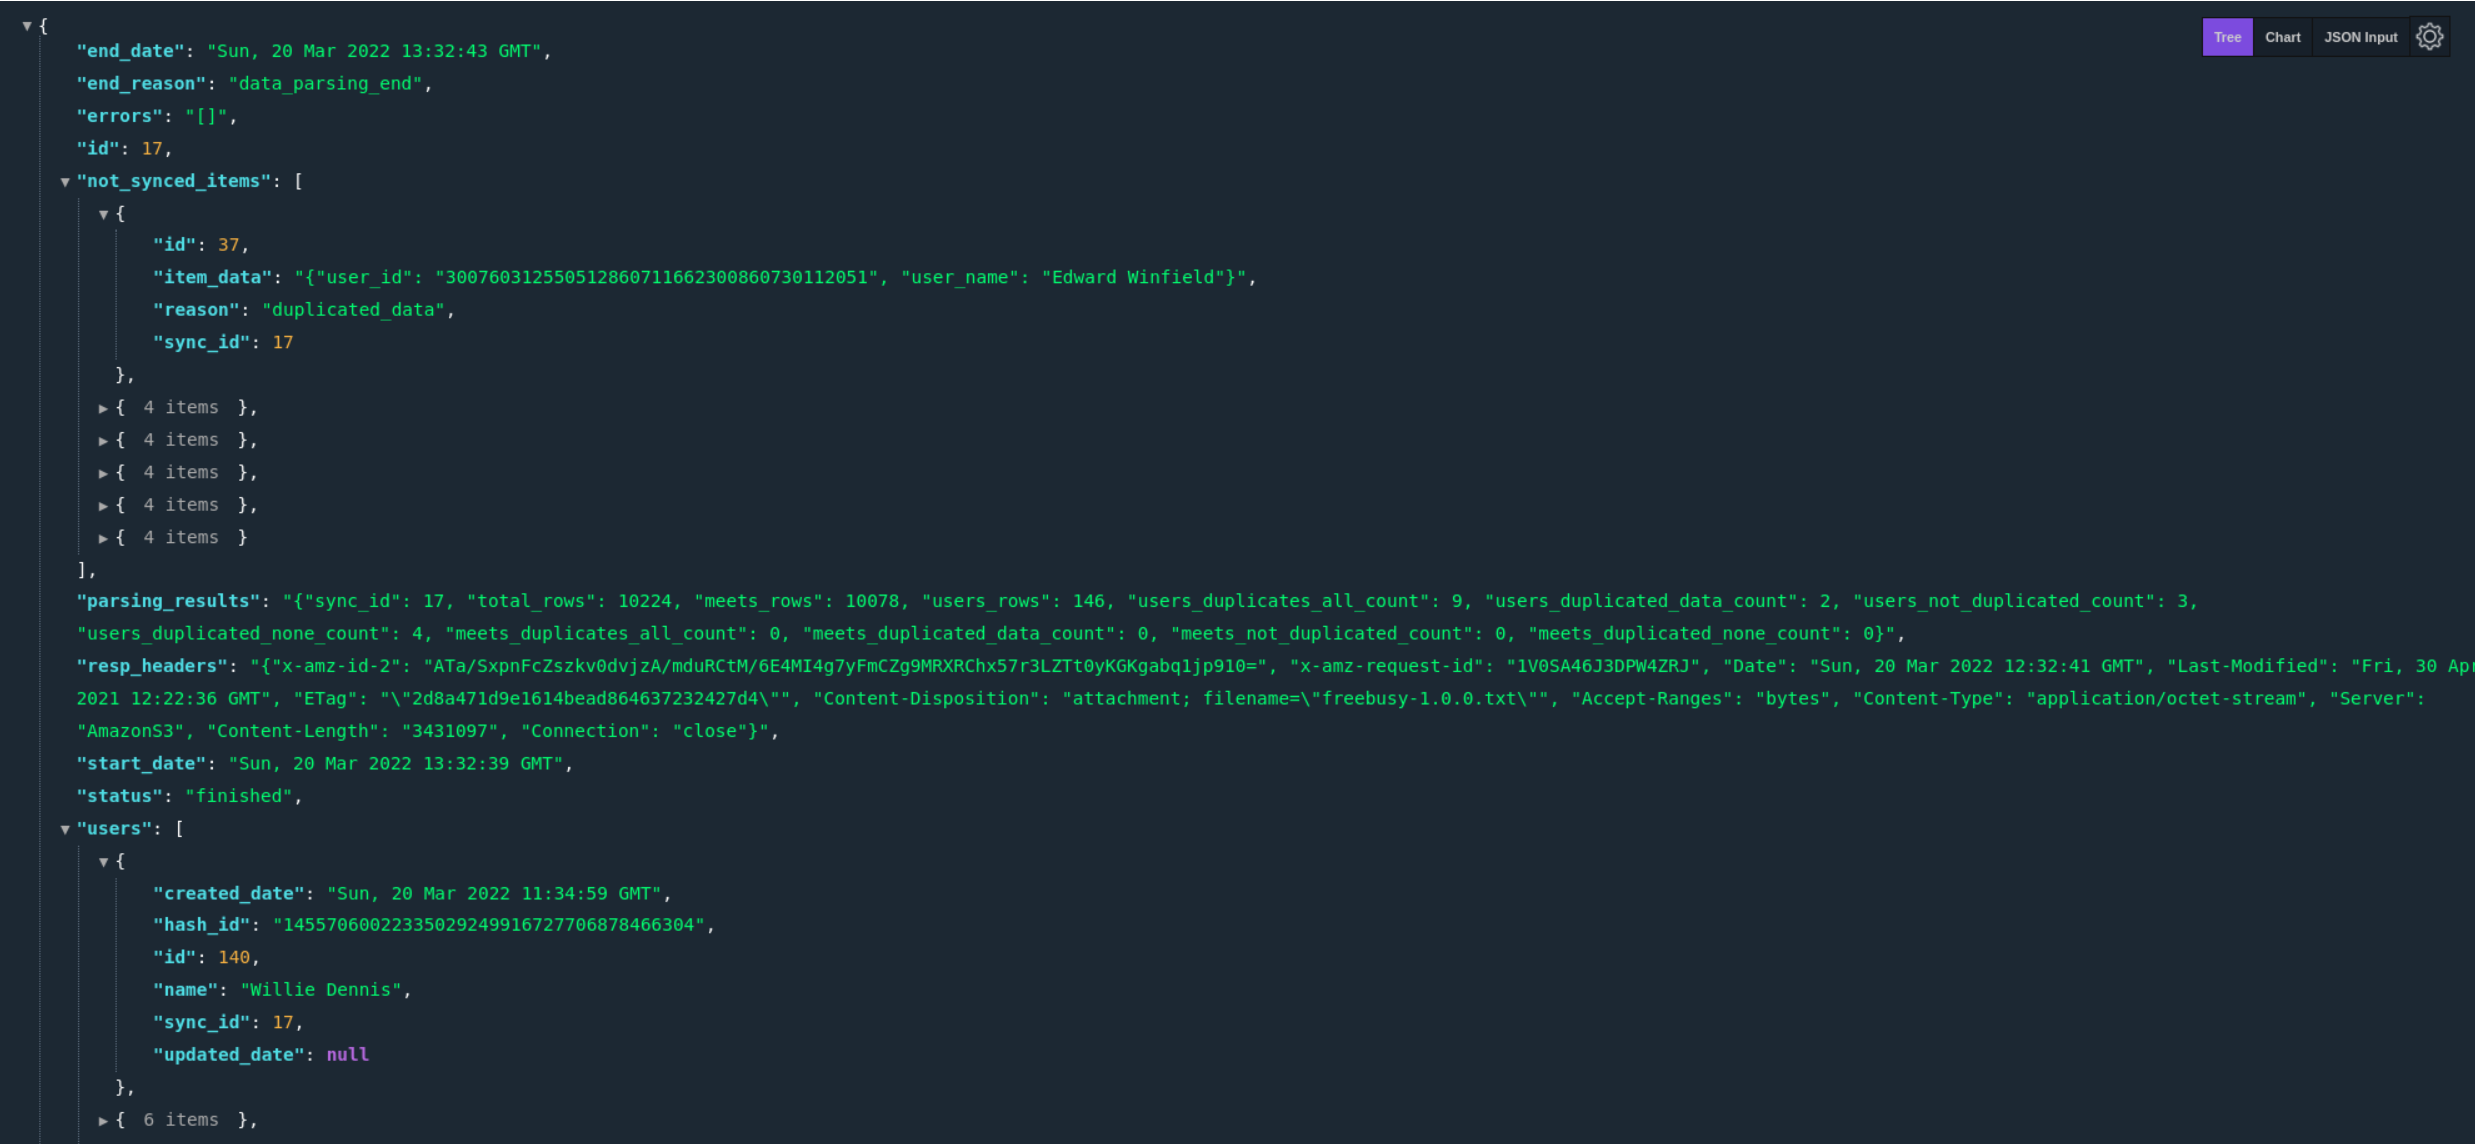 {
Tree Chart JSON Input
"end_date": "Sun, 20 Mar 2022 13:32:43 GMT",
"end_reason": "data_parsing_end",
"errors": "[]",
"id": 17,
"not_synced_items": [
{
"id": 37,
"item_data": "{"user_id": "300760312550512860711662300860730112051", "user_name": "Edward Winfield"}",
"reason": "duplicated_data",
"sync_id": 17
},
{ 4 items },
{ 4 items },
{ 4 items },
{ 4 items },
{ 4 items }
],
"parsing_results": "{"sync_id": 17, "total_rows": 10224, "meets_rows": 10078, "users_rows": 146, "users_duplicates_all_count": 9, "users_duplicated_data_count": 2, "users_not_duplicated_count": 3,
"users_duplicated_none_count": 4, "meets_duplicates_all_count": 0, "meets_duplicated_data_count": 0, "meets_not_duplicated_count": 0, "meets_duplicated_none_count": 0}",
"resp_headers": "{"x-amz-id-2": "ATa/SxpnFcZszkv0dvjzA/mduRCtM/6E4MI4g7yFmCZg9MRXRChx57r3LZTt0yKGKgabq1jp910=", "x-amz-request-id": "1V0SA46J3DPW4ZRJ", "Date": "Sun, 20 Mar 2022 12:32:41 GMT", "Last-Modified": "Fri, 30 Apr
2021 12:22:36 GMT", "ETag": "\"2d8a471d9e1614bead864637232427d4\"", "Content-Disposition": "attachment; filename=\"freebusy-1.0.0.txt\"", "Accept-Ranges": "bytes", "Content-Type": "application/octet-stream", "Server":
"AmazonS3", "Content-Length": "3431097", "Connection": "close"}",
"start_date": "Sun, 20 Mar 2022 13:32:39 GMT",
"status": "finished",
"users": [
{
"created_date": "Sun, 20 Mar 2022 11:34:59 GMT",
"hash_id": "145570600223350292499167277068784​66304",
"id": 140,
"name": "Willie Dennis",
"sync_id": 17,
"updated_date": null
},
{ 6 items },